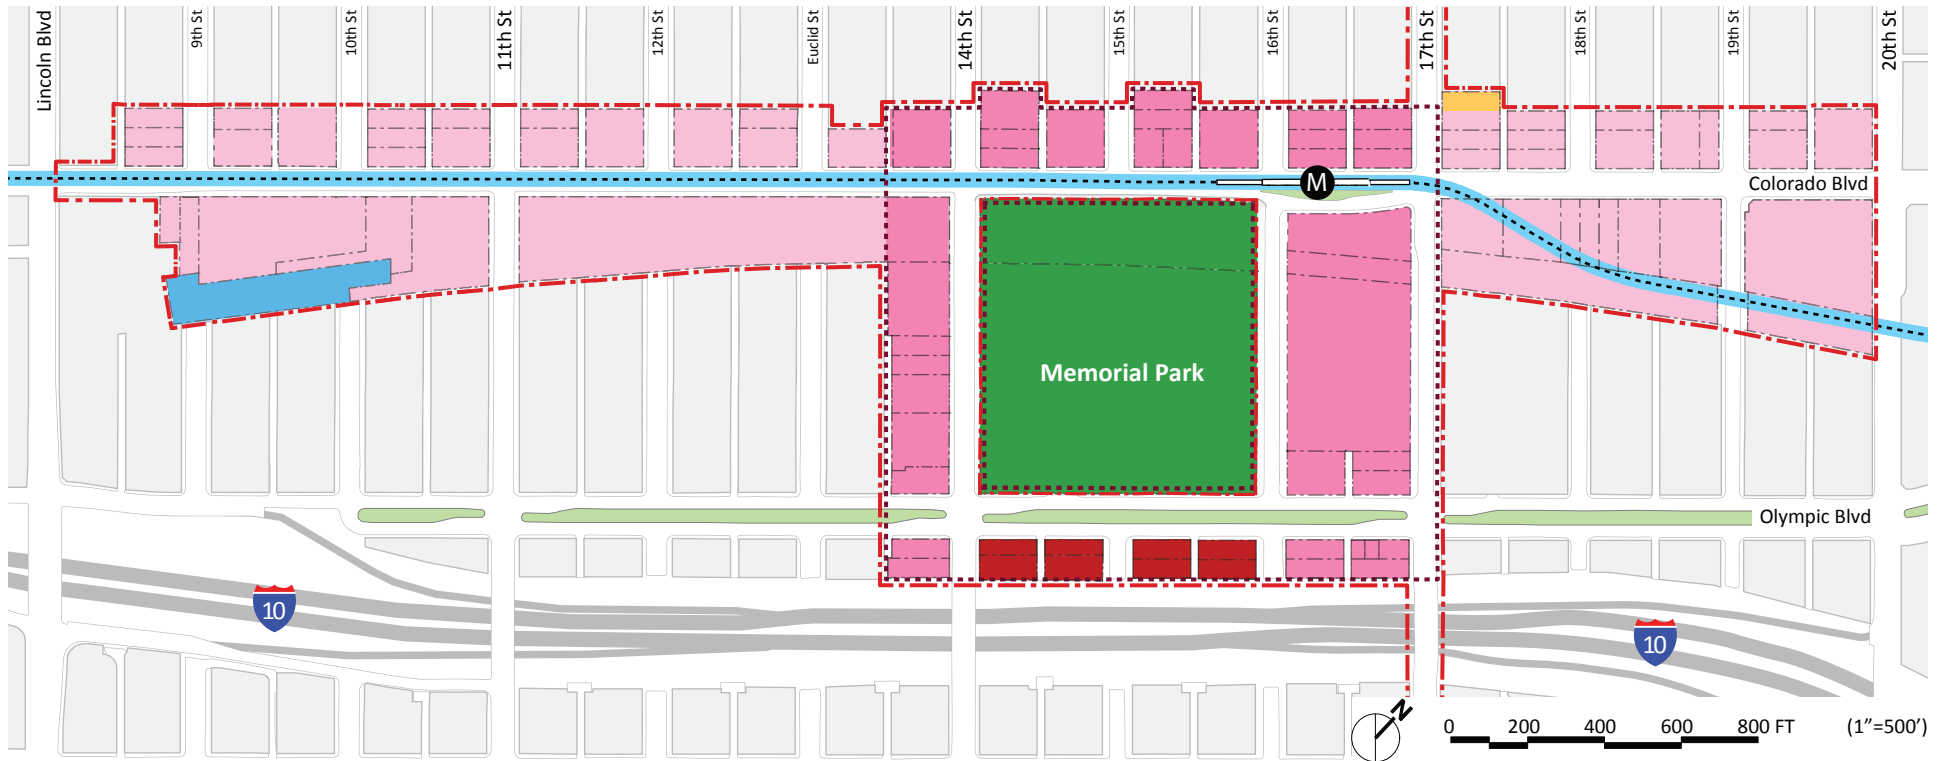 Lincoln Blvd
9th St
10th St
11th St
12th St
Euclid St
14th St
15th St
16th St
17th St
18th St
19th St
20th St
M
Colorado Blvd
Memorial Park
Olympic Blvd
10
10
N
0 200 400 600 800 FT (1”=500’)